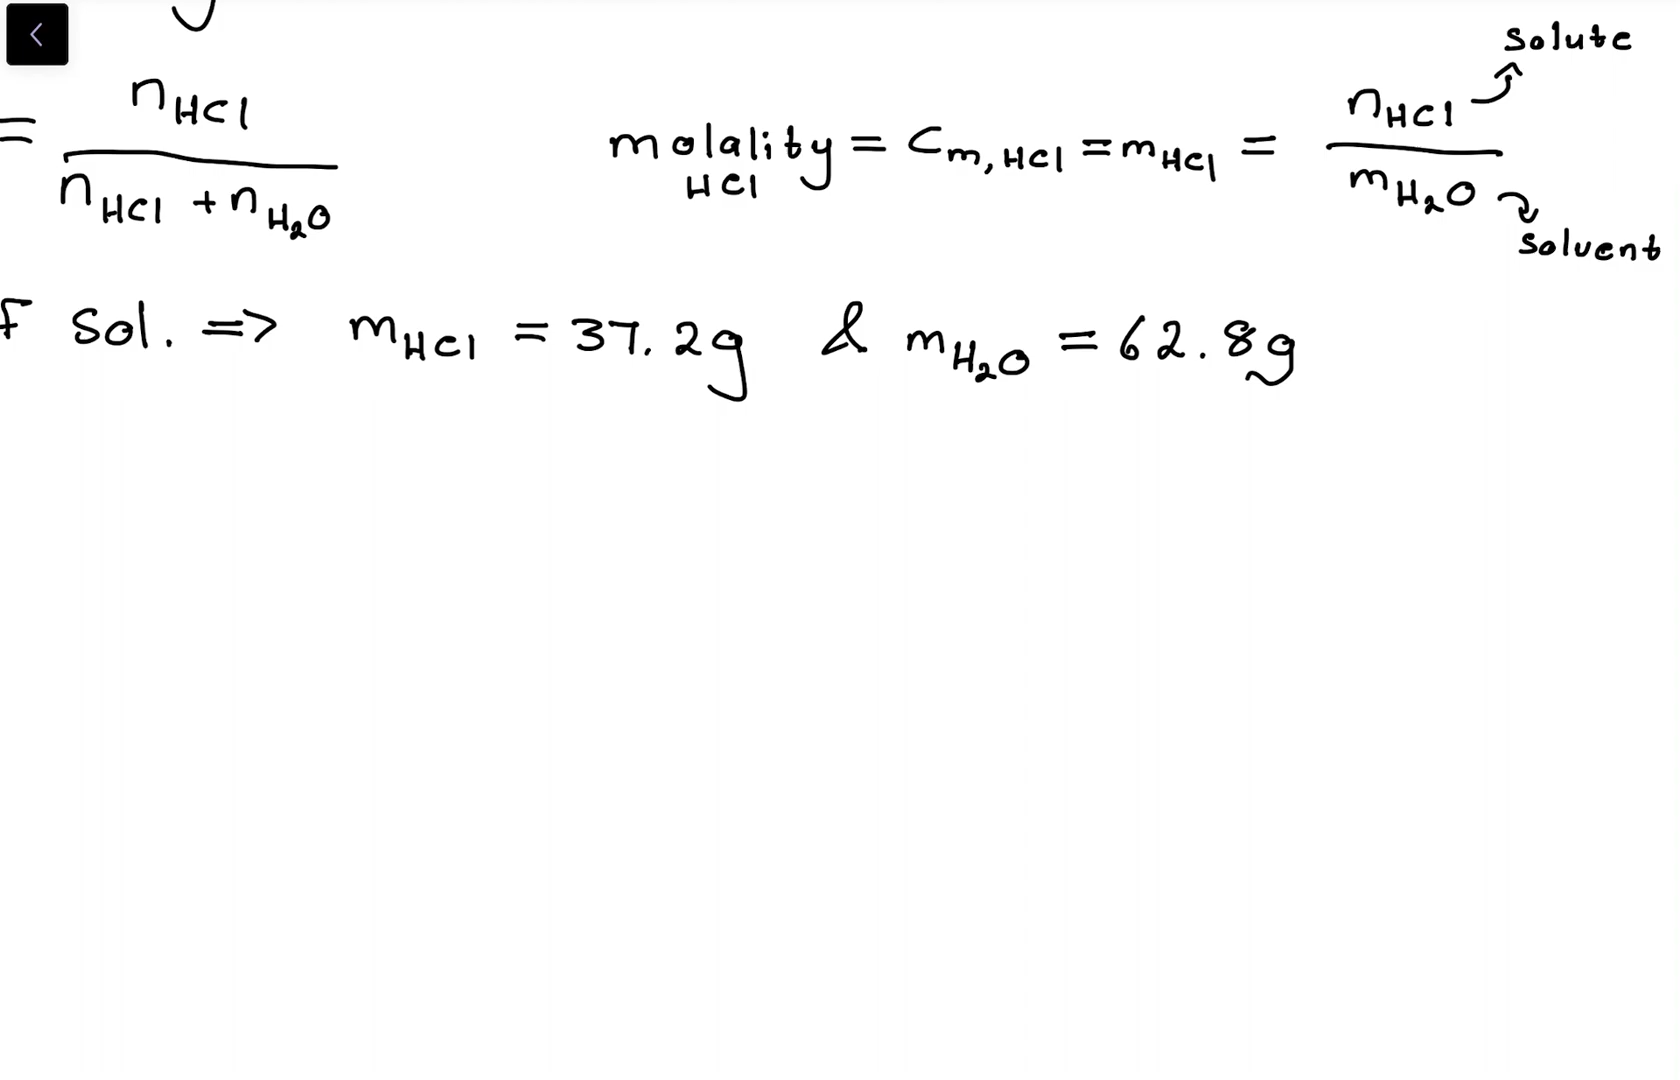 = n_HCl / (n_HCl + n_H₂O)
molality HCl = C_m,HCl = m_HCl = n_HCl / m_H₂O
solute
solvent
Sol. => m_HCl = 37.2g & m_H₂O = 62.8g